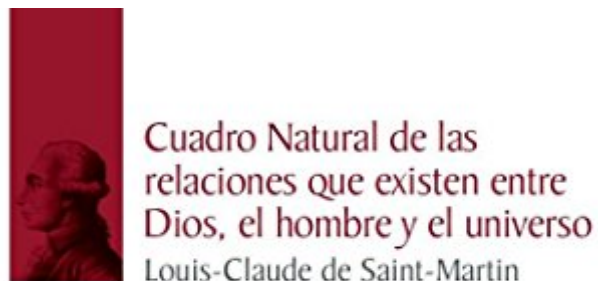 Cuadro Natural de las
relaciones que existen entre
Dios, el hombre y el universo
Louis-Claude de Saint-Martin